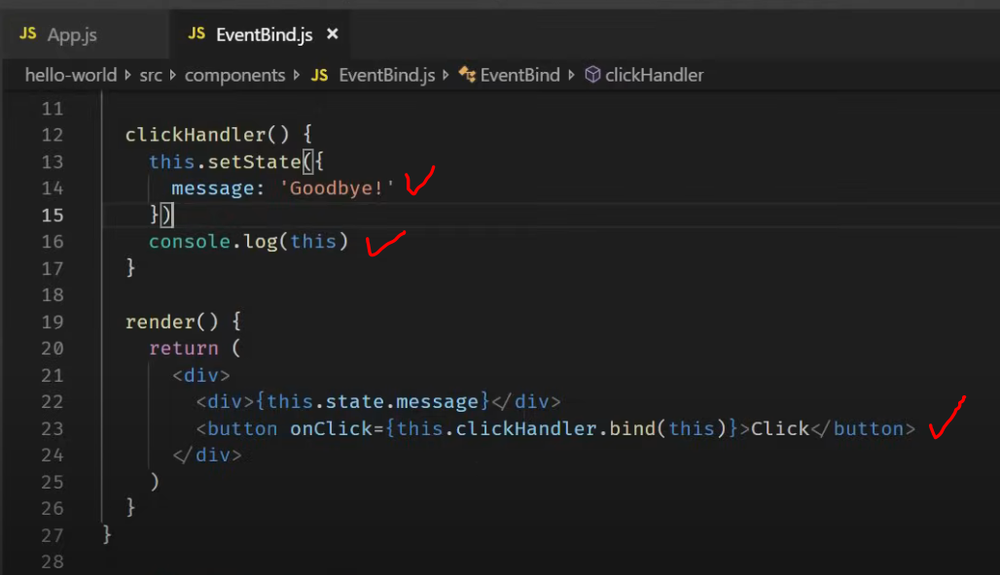 JS App.js JS EventBind.js ×
hello-world src components JS EventBind.js EventBind clickHandler
11
12 clickHandler() {
13 this.setState({
14 message: 'Goodbye!'
15 })
16 console.log(this)
17 }
18
19 render() {
20 return (
21 <div>
22 <div>{this.state.message}</div>
23 <button onClick={this.clickHandler.bind(this)}>Click</button>
24 </div>
25 )
26 }
27 }
28